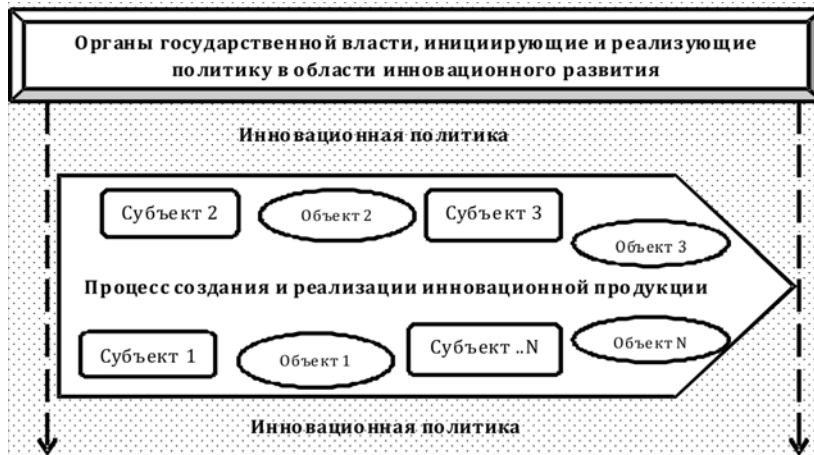 Органы государственной власти, инициирующие и реализующие
политику в области инновационного развития
Инновационная политика
Субъект 2
Объект 2
Субъект 3
Объект 3
Процесс создания и реализации инновационной продукции
Субъект 1
Объект 1
Субъект ..N
Объект N
Инновационная политика